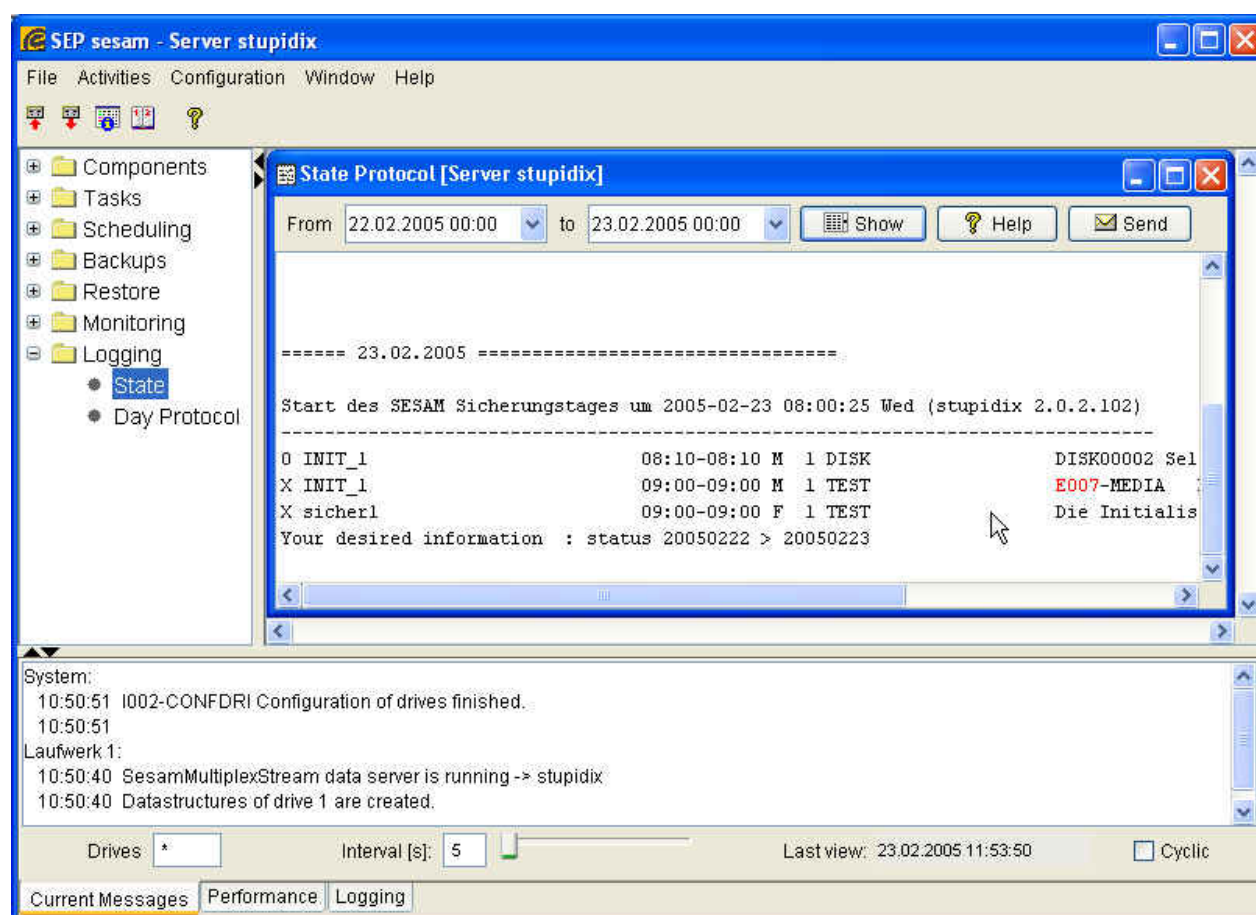 SEP sesam - Server stupidix
File Activities Configuration Window Help
Components
Tasks
Scheduling
Backups
Restore
Monitoring
Logging
State
Day Protocol
State Protocol [Server stupidix]
From 22.02.2005 00:00 to 23.02.2005 00:00 Show Help Send
====== 23.02.2005 =================================
Start des SESAM Sicherungstages um 2005-02-23 08:00:25 Wed (stupidix 2.0.2.102)
--------------------------------------------------------------------------------
0 INIT_1 08:10-08:10 M 1 DISK DISK00002 Sel
X INIT_1 09:00-09:00 M 1 TEST E007-MEDIA
X sicher1 09:00-09:00 F 1 TEST Die Initialis
Your desired information : status 20050222 > 20050223
System:
10:50:51 I002-CONFDRI Configuration of drives finished.
10:50:51
Laufwerk 1:
10:50:40 SesamMultiplexStream data server is running -> stupidix
10:50:40 Datastructures of drive 1 are created.
Drives * Interval [s]: 5 Last view: 23.02.2005 11:53:50 Cyclic
Current Messages Performance Logging